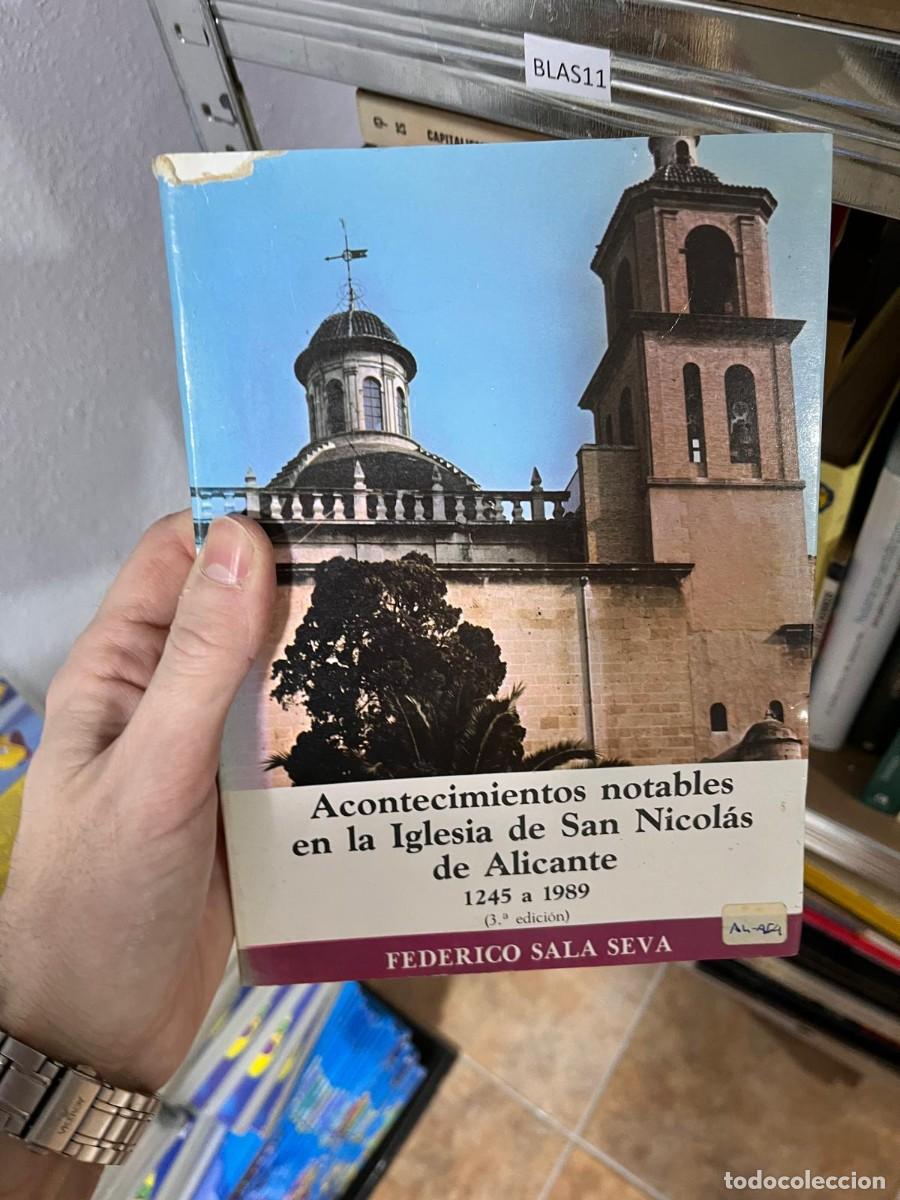 BLAS11
CAPITALI
Acontecimientos notables
en la Iglesia de San Nicolás
de Alicante
1245 a 1989
(3.ª edición)
FEDERICO SALA SEVA
todocoleccion